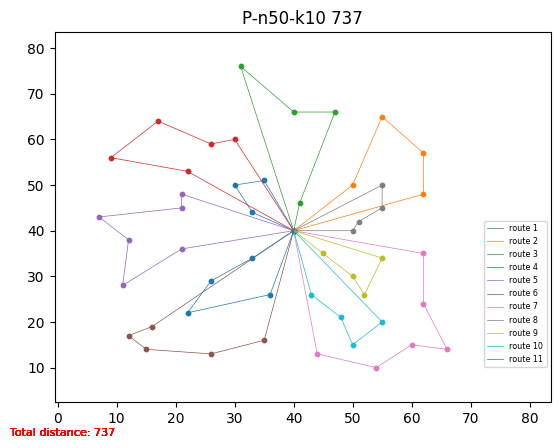 P-n50-k10 737
80
70
60
50
40
30
20
10
0 10 20 30 40 50 60 70 80
route 1
route 2
route 3
route 4
route 5
route 6
route 7
route 8
route 9
route 10
route 11
Total distance: 737